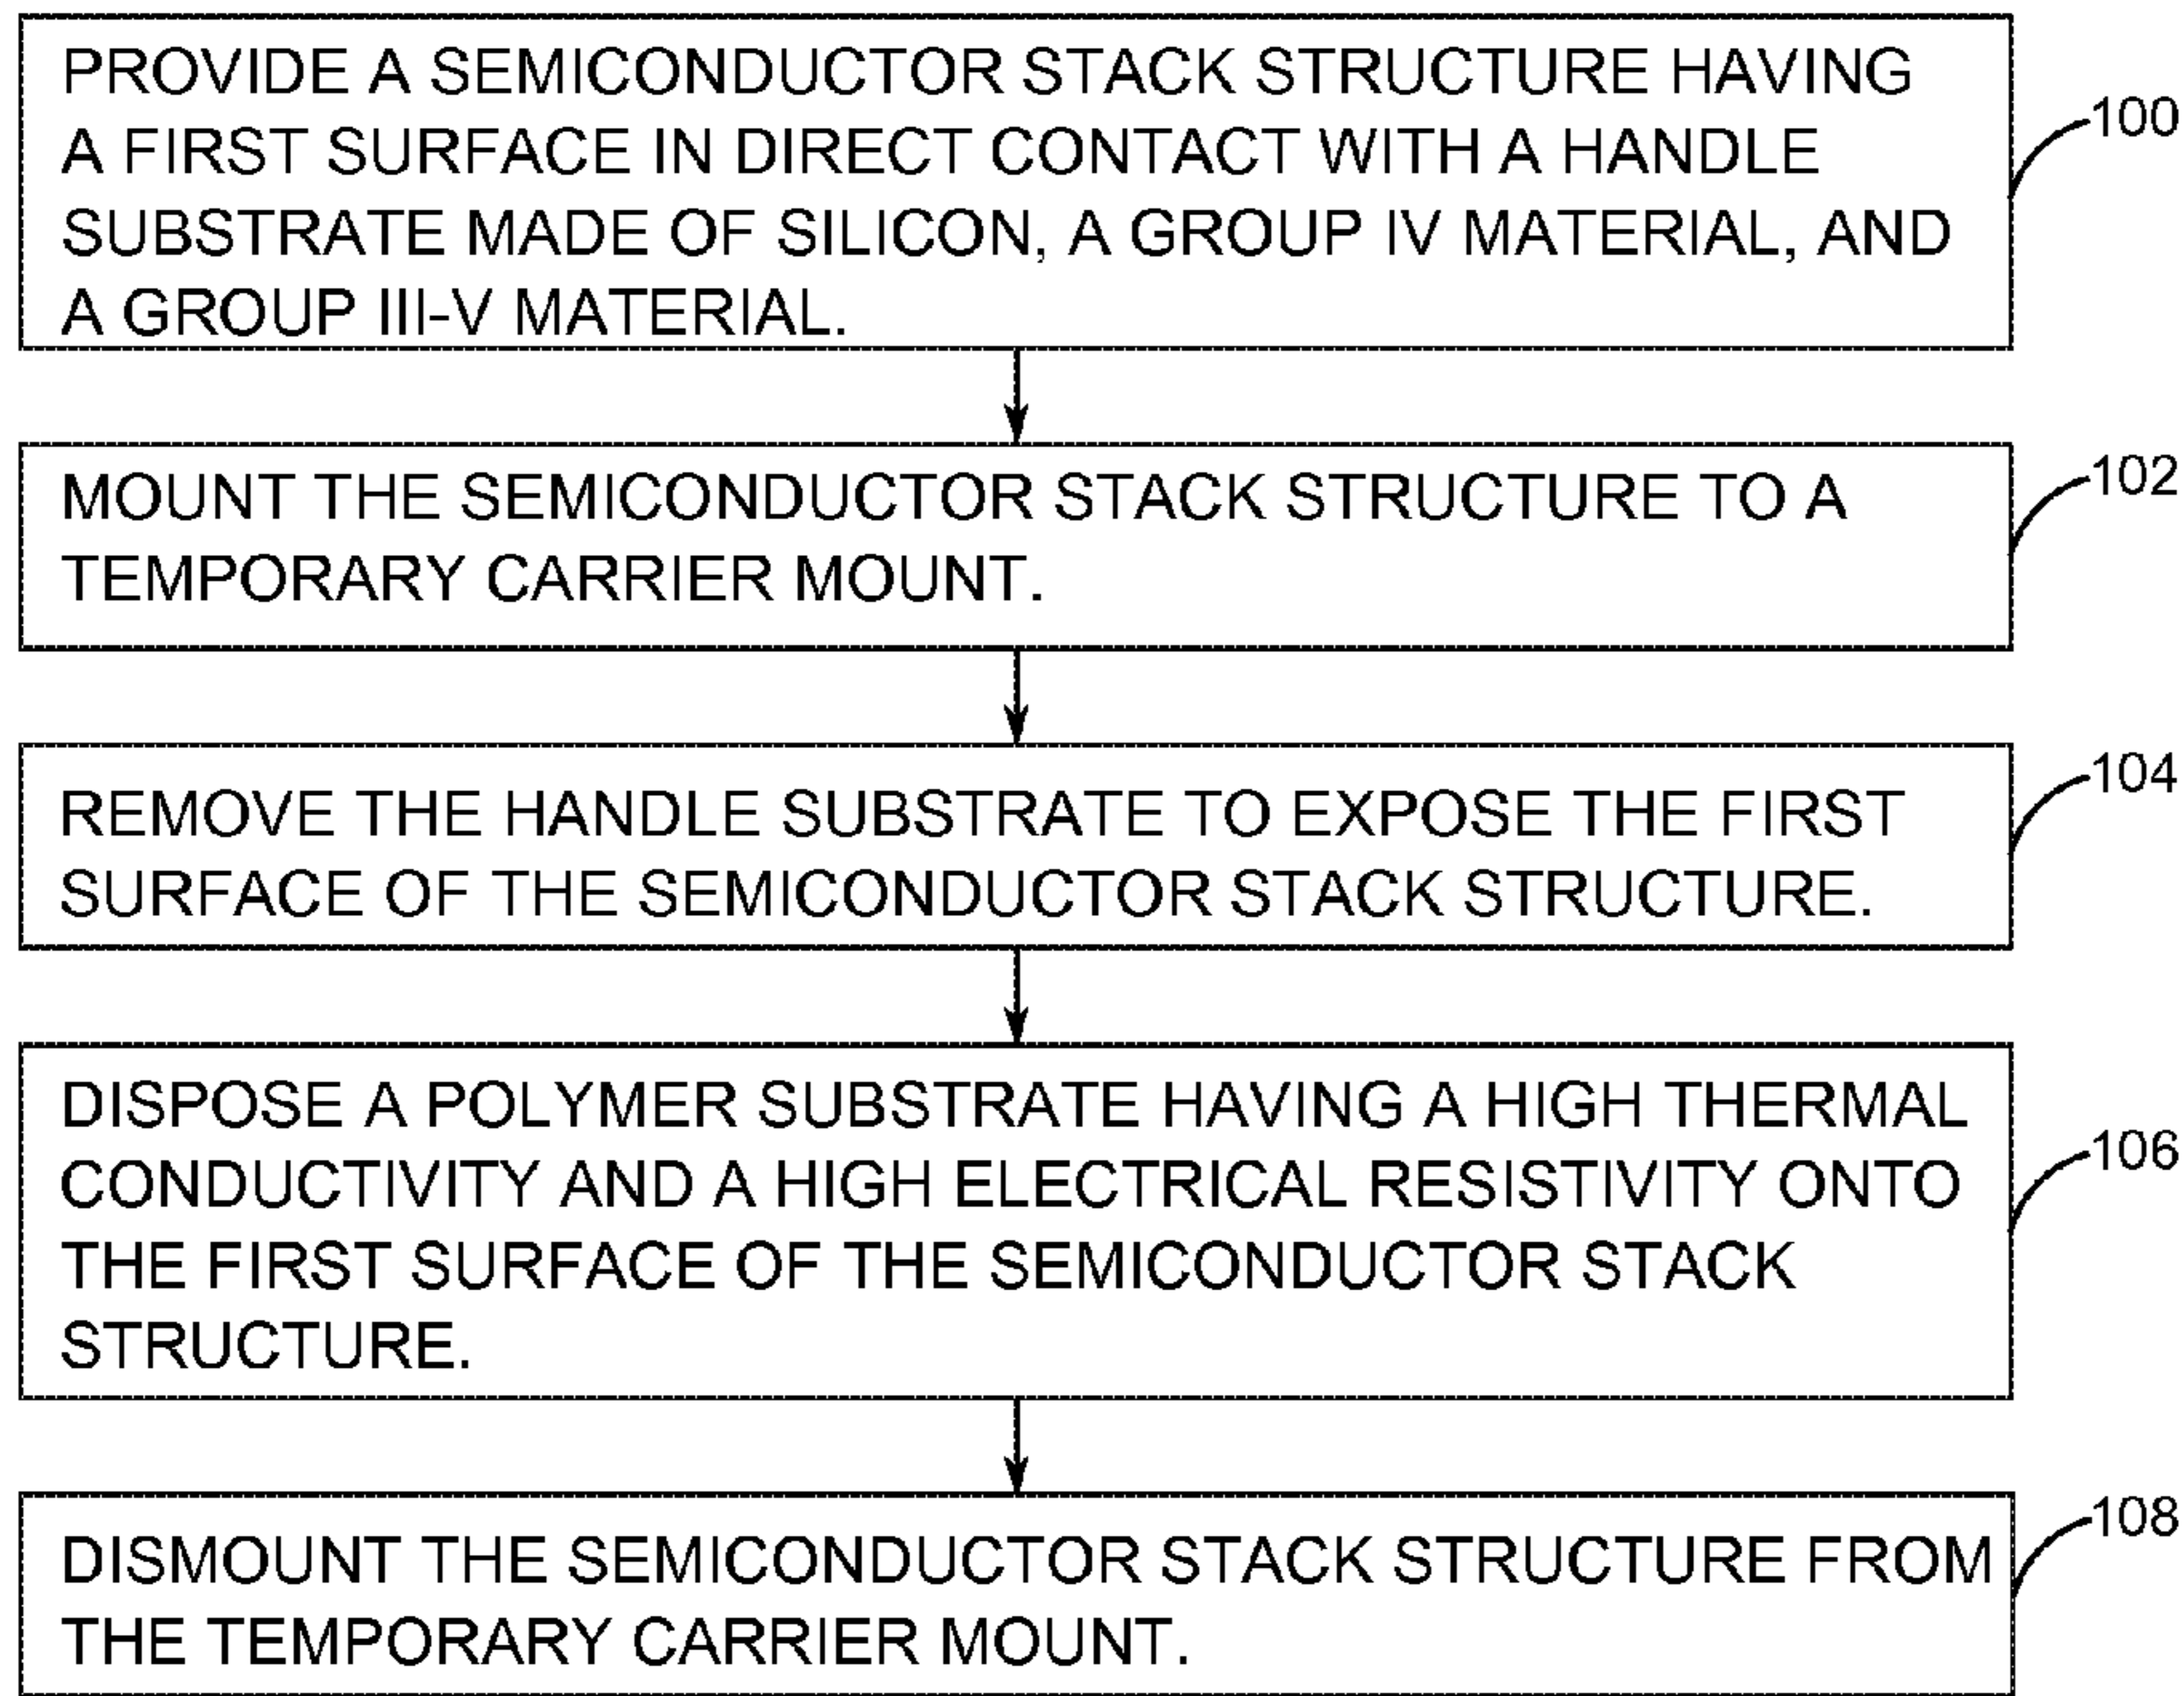 PROVIDE A SEMICONDUCTOR STACK STRUCTURE HAVING
A FIRST SURFACE IN DIRECT CONTACT WITH A HANDLE
SUBSTRATE MADE OF SILICON, A GROUP IV MATERIAL, AND
A GROUP III-V MATERIAL.
100
MOUNT THE SEMICONDUCTOR STACK STRUCTURE TO A
TEMPORARY CARRIER MOUNT.
102
REMOVE THE HANDLE SUBSTRATE TO EXPOSE THE FIRST
SURFACE OF THE SEMICONDUCTOR STACK STRUCTURE.
104
DISPOSE A POLYMER SUBSTRATE HAVING A HIGH THERMAL
CONDUCTIVITY AND A HIGH ELECTRICAL RESISTIVITY ONTO
THE FIRST SURFACE OF THE SEMICONDUCTOR STACK
STRUCTURE.
106
DISMOUNT THE SEMICONDUCTOR STACK STRUCTURE FROM
THE TEMPORARY CARRIER MOUNT.
108